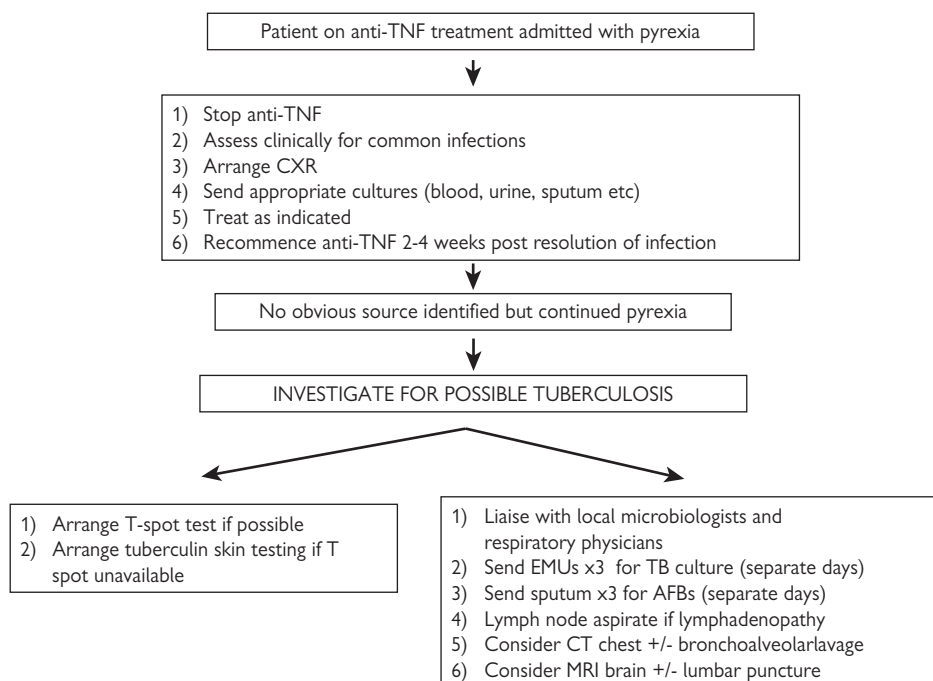 Patient on anti-TNF treatment admitted with pyrexia
1) Stop anti-TNF
2) Assess clinically for common infections
3) Arrange CXR
4) Send appropriate cultures (blood, urine, sputum etc)
5) Treat as indicated
6) Recommence anti-TNF 2-4 weeks post resolution of infection
No obvious source identified but continued pyrexia
INVESTIGATE FOR POSSIBLE TUBERCULOSIS
1) Arrange T-spot test if possible
2) Arrange tuberculin skin testing if T
spot unavailable
1) Liaise with local microbiologists and
respiratory physicians
2) Send EMUs x3 for TB culture (separate days)
3) Send sputum x3 for AFBs (separate days)
4) Lymph node aspirate if lymphadenopathy
5) Consider CT chest +/- bronchoalveolarlavage
6) Consider MRI brain +/- lumbar puncture